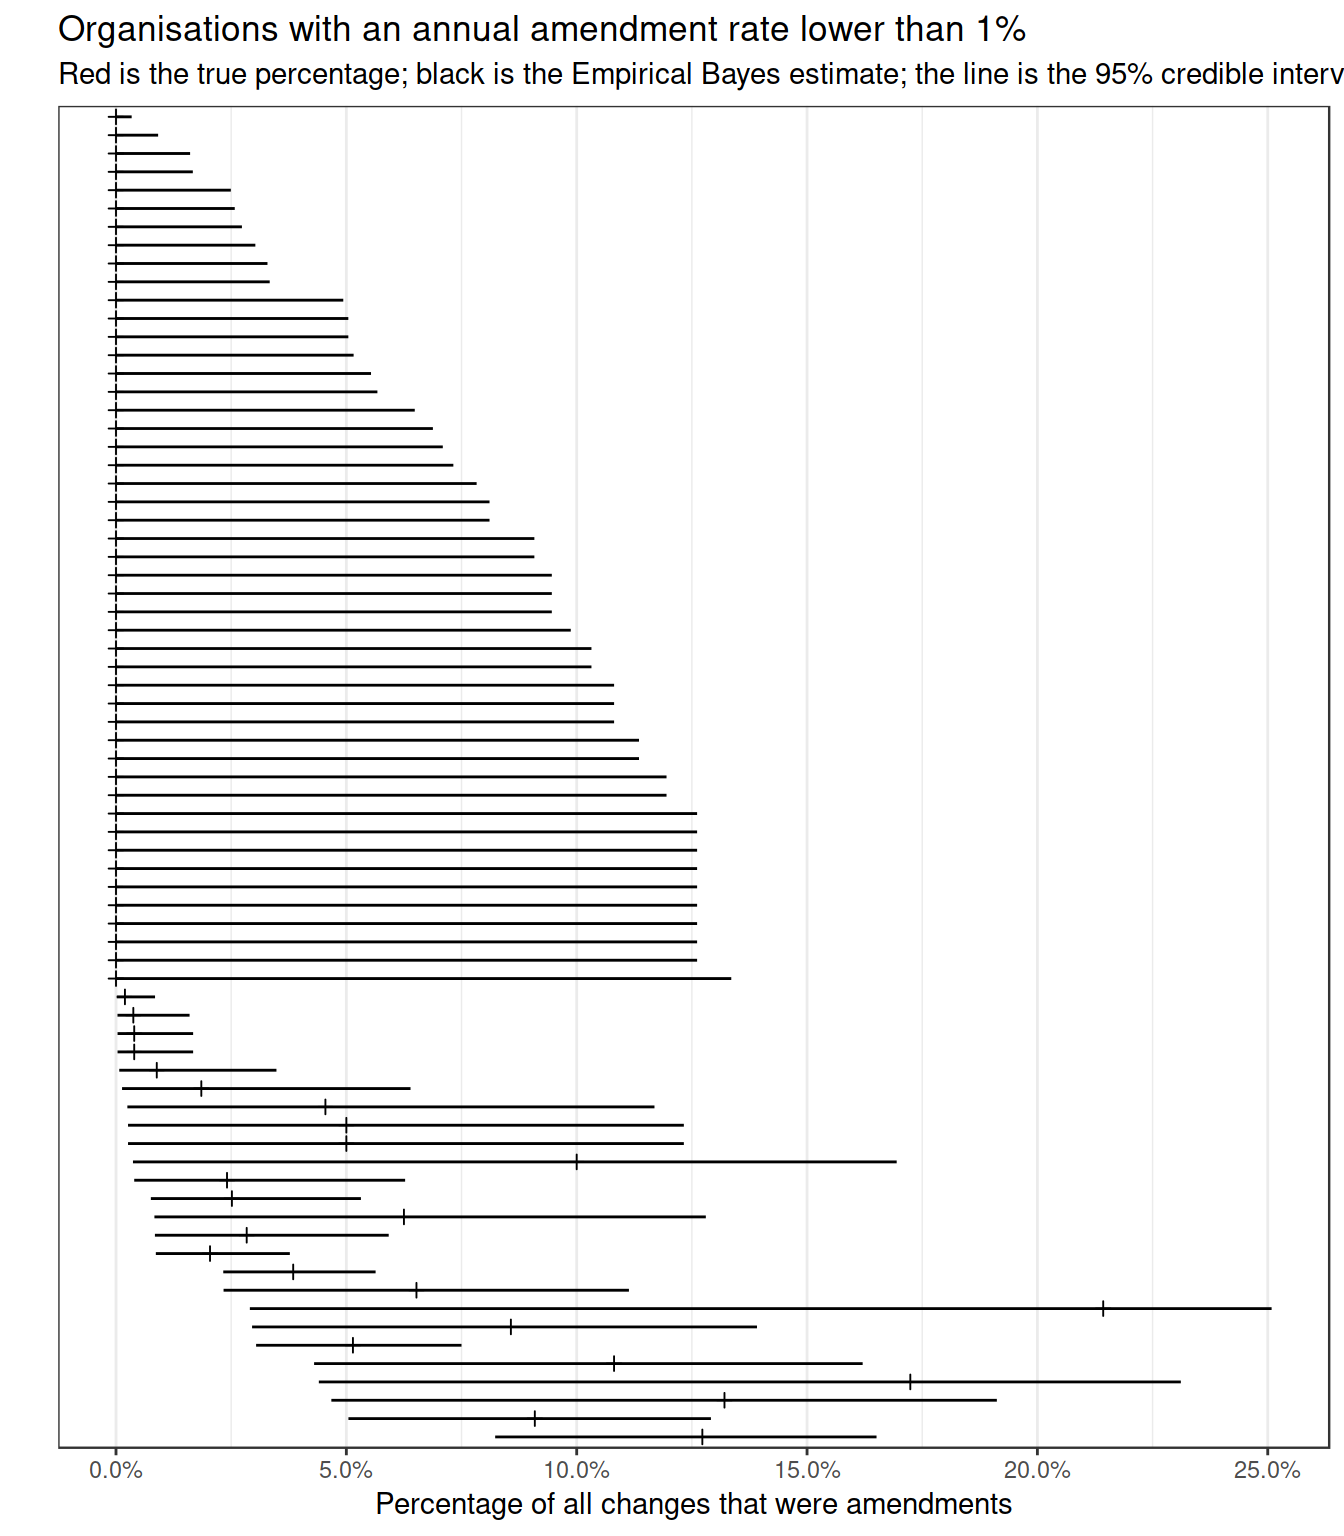 Organisations with an annual amendment rate lower than 1%
Red is the true percentage; black is the Empirical Bayes estimate; the line is the 95% credible interv
0.0% 5.0% 10.0% 15.0% 20.0% 25.0%
Percentage of all changes that were amendments